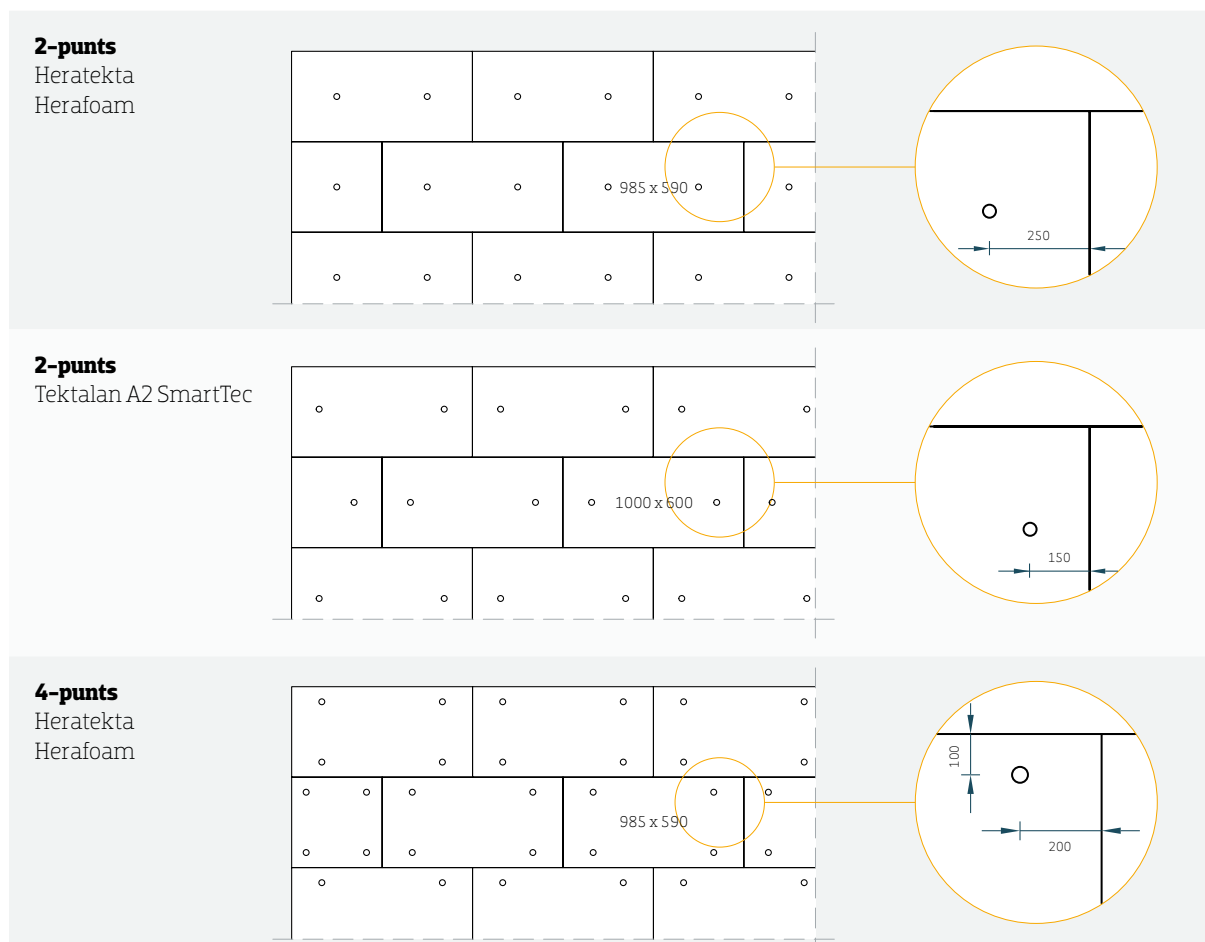 2-punts
Heratekta
Herafoam
985 x 590
250
2-punts
Tektalan A2 SmartTec
1000 x 600
150
4-punts
Heratekta
Herafoam
985 x 590
100
200